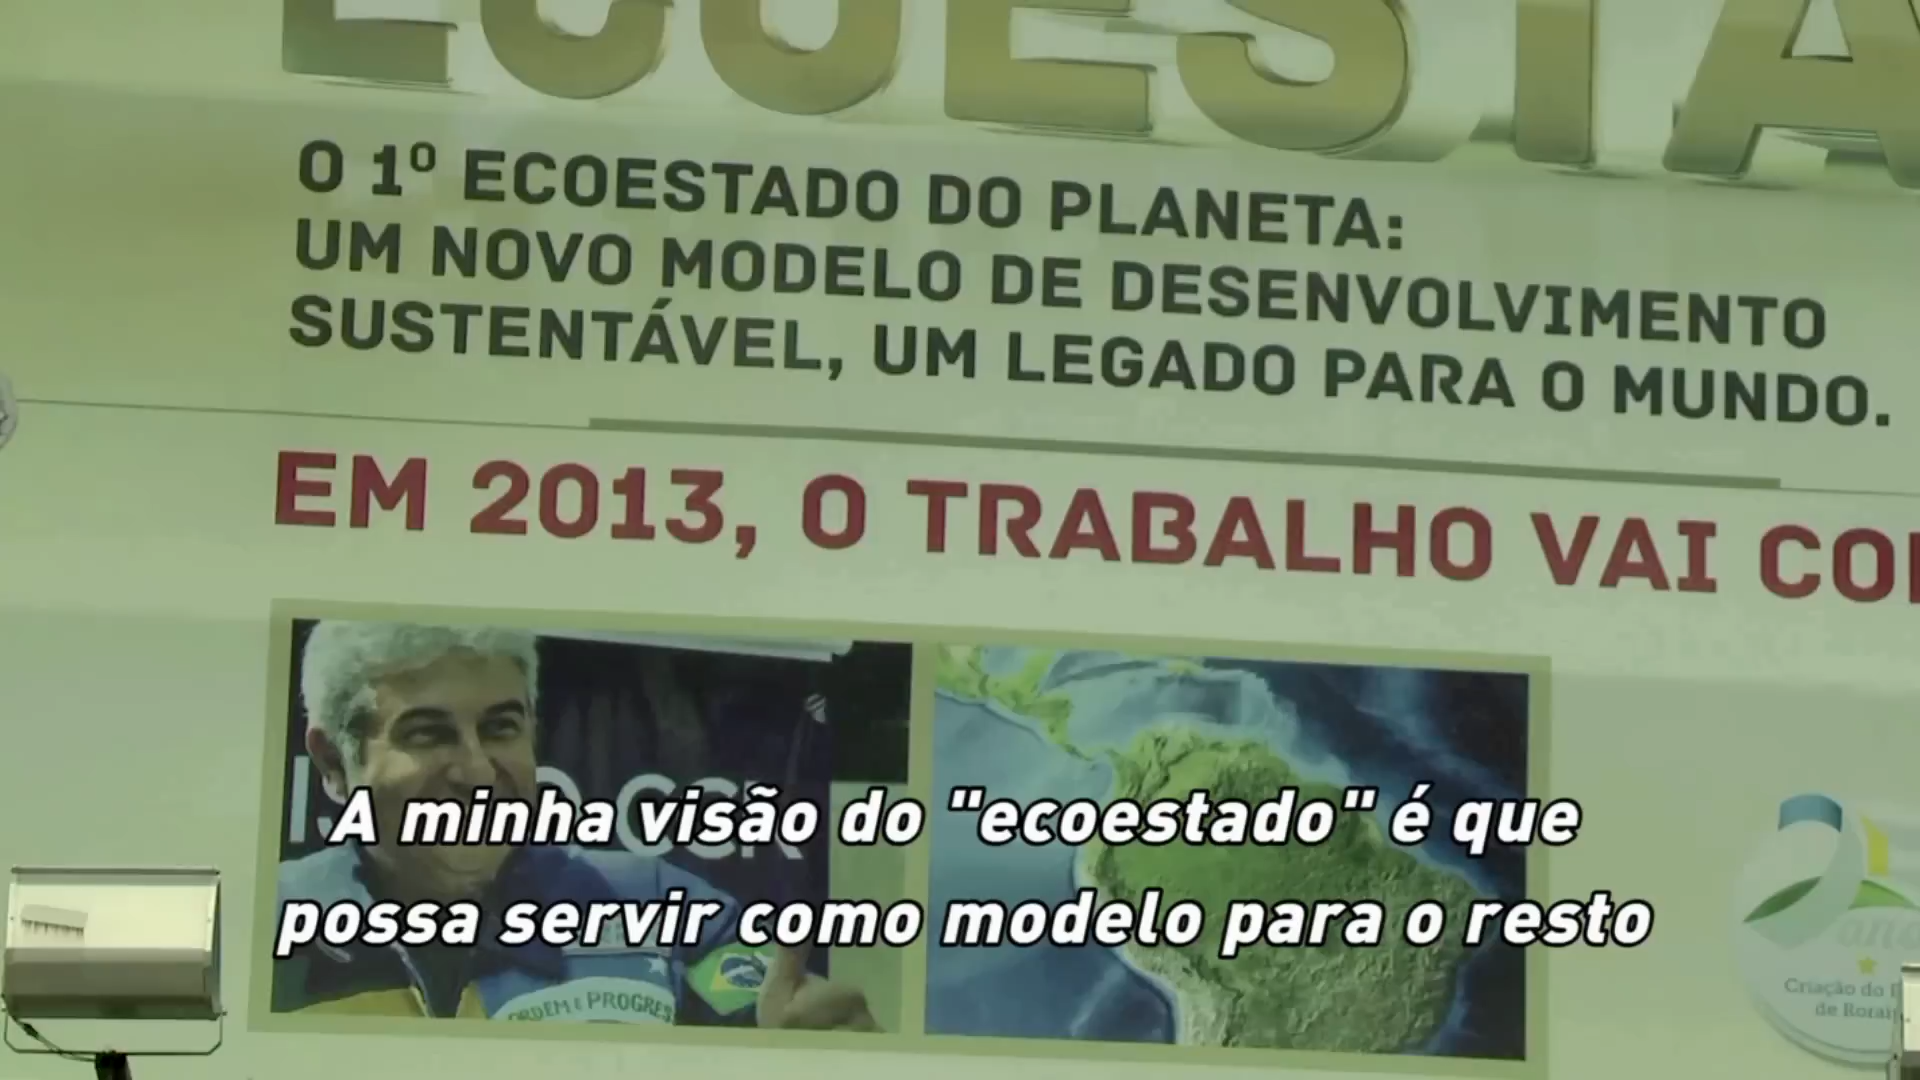 ECOESTA
O 1º ECOESTADO DO PLANETA:
UM NOVO MODELO DE DESENVOLVIMENTO
SUSTENTÁVEL, UM LEGADO PARA O MUNDO.
EM 2013, O TRABALHO VAI
A minha visão do "ecoestado" é que
possa servir como modelo para o resto
ORDEM E PROGRES
Criação do
de Rorai